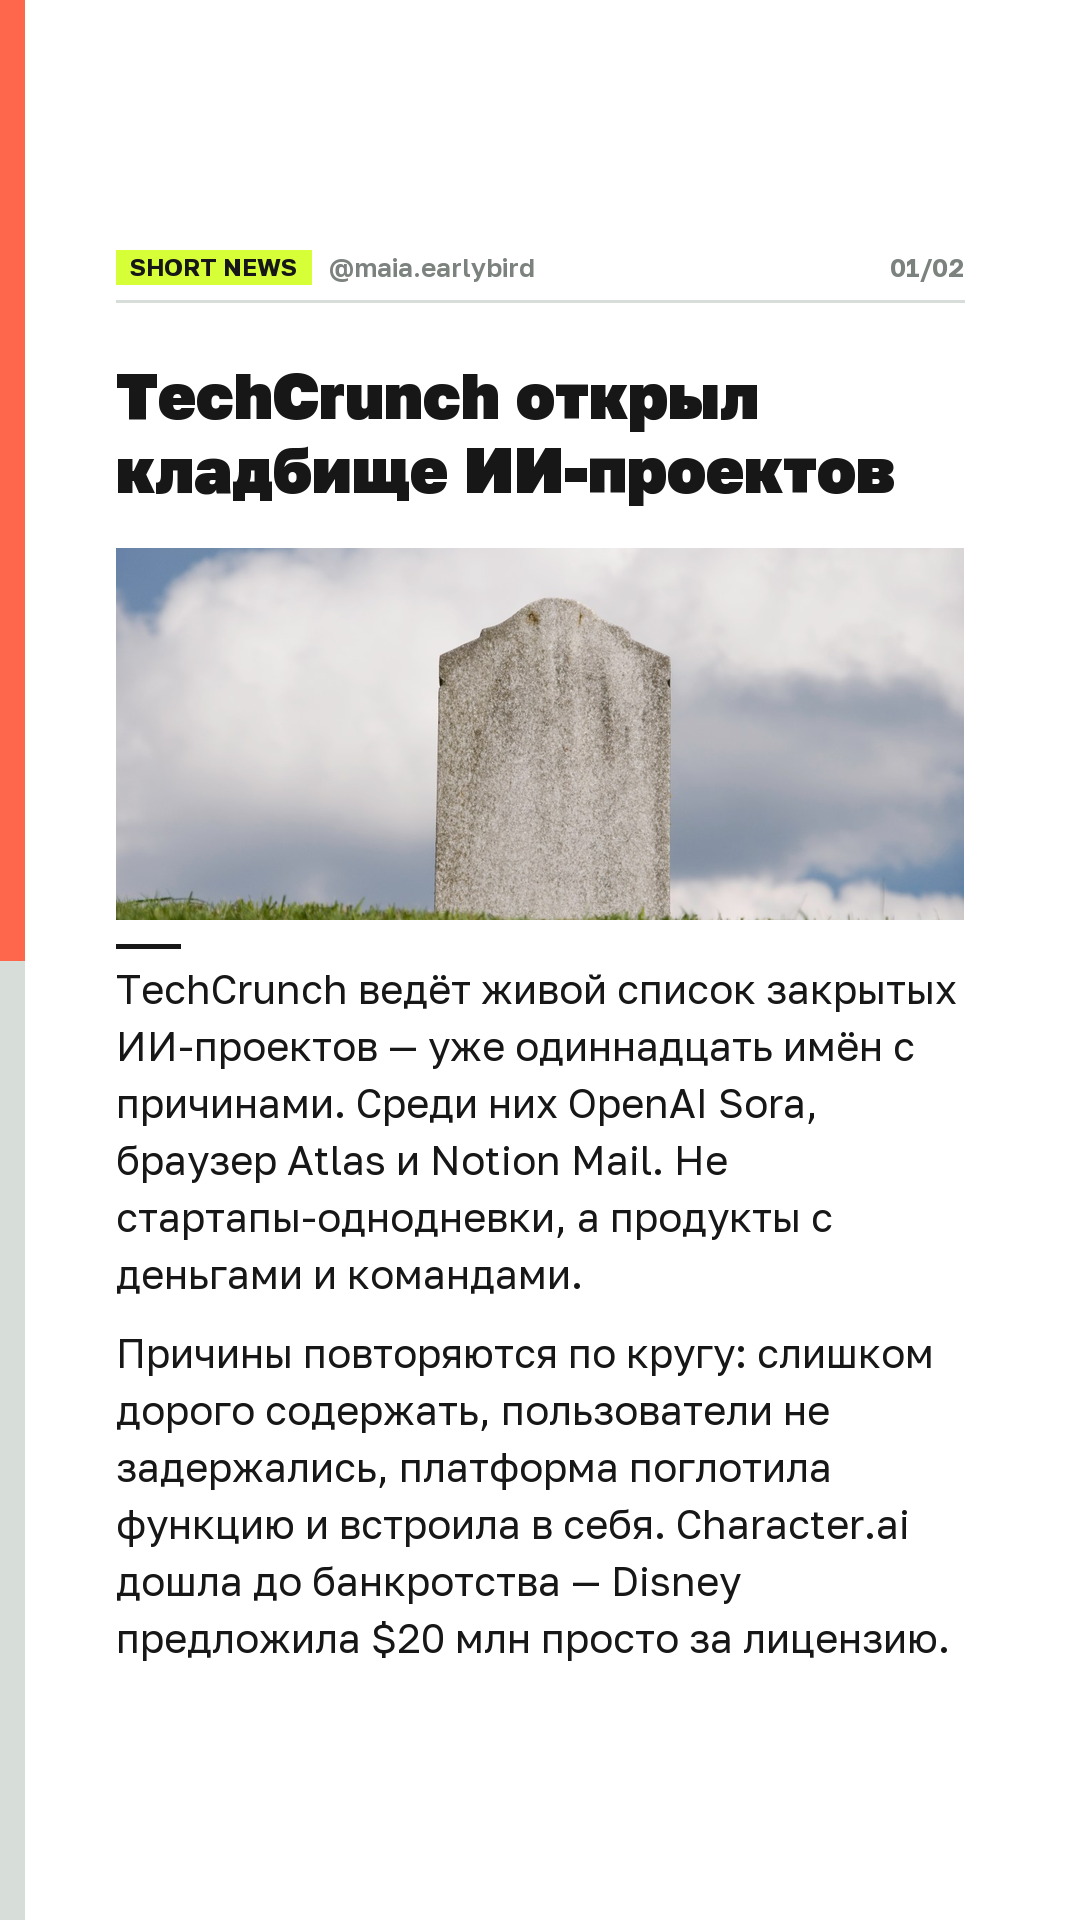 SHORT NEWS @maia.earlybird 01/02
TechCrunch открыл
кладбище ИИ-проектов
TechCrunch ведёт живой список закрытых
ИИ-проектов — уже одиннадцать имён с
причинами. Среди них OpenAI Sora,
браузер Atlas и Notion Mail. Не
стартапы-однодневки, а продукты с
деньгами и командами.
Причины повторяются по кругу: слишком
дорого содержать, пользователи не
задержались, платформа поглотила
функцию и встроила в себя. Character.ai
дошла до банкротства — Disney
предложила $20 млн просто за лицензию.